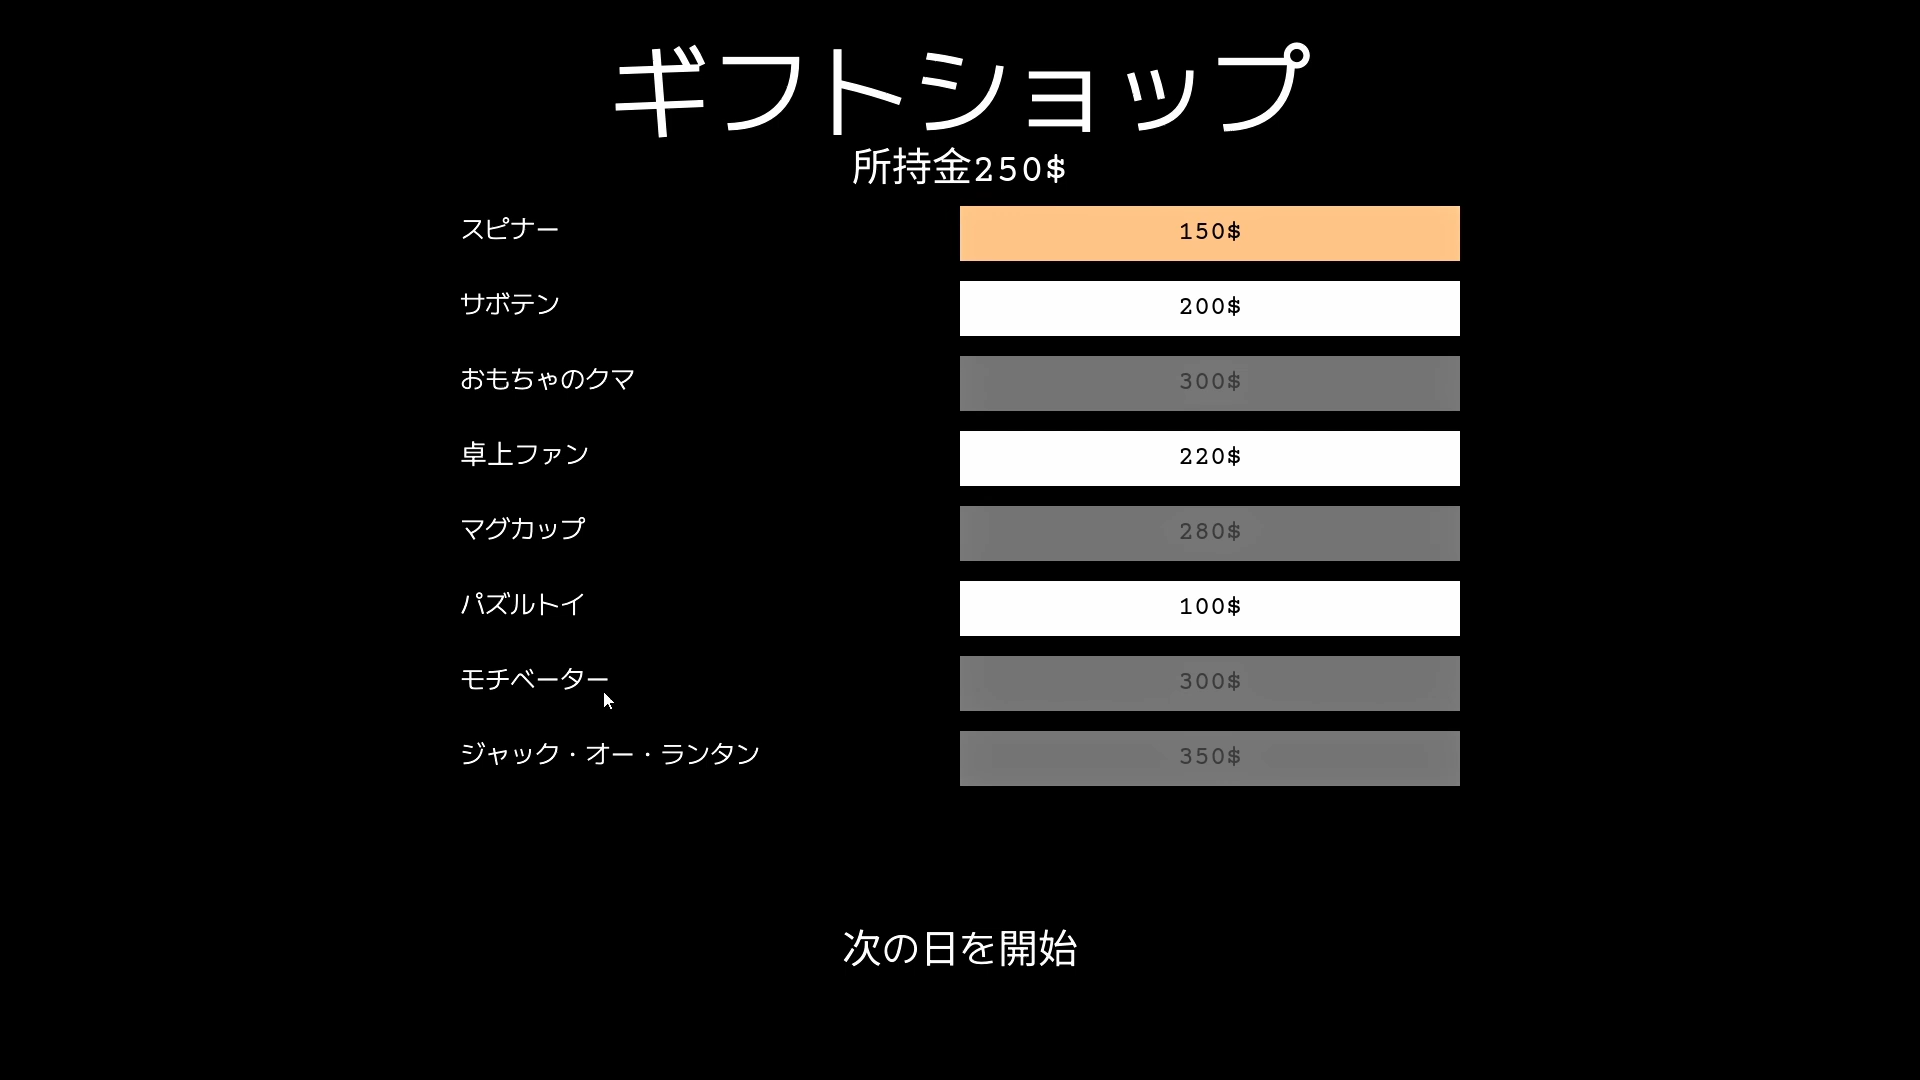 ギフトショップ
所持金250$
スピナー 150$
サボテン 200$
おもちゃのクマ 300$
卓上ファン 220$
マグカップ 280$
パズルトイ 100$
モチベーター 300$
ジャック・オー・ランタン 350$
次の日を開始